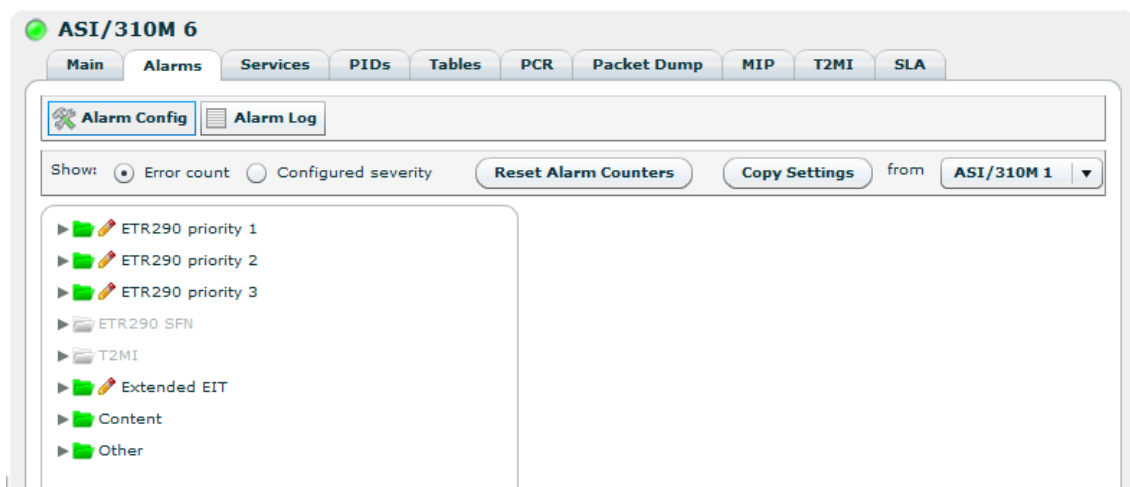 ASI/310M 6
Main Alarms Services PIDs Tables PCR Packet Dump MIP T2MI SLA
Alarm Config Alarm Log
Show: Error count Configured severity Reset Alarm Counters Copy Settings from ASI/310M 1
ETR290 priority 1
ETR290 priority 2
ETR290 priority 3
ETR290 SFN
T2MI
Extended EIT
Content
Other